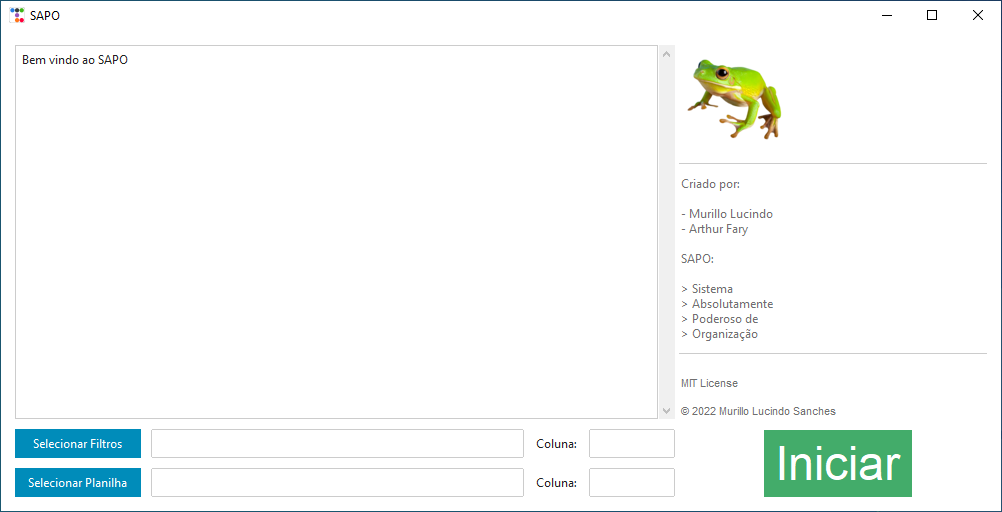 SAPO
Bem vindo ao SAPO
Criado por:
- Murillo Lucindo
- Arthur Fary
SAPO:
> Sistema
> Absolutamente
> Poderoso de
> Organização
MIT License
© 2022 Murillo Lucindo Sanches
Selecionar Filtros
Coluna:
Selecionar Planilha
Coluna:
Iniciar